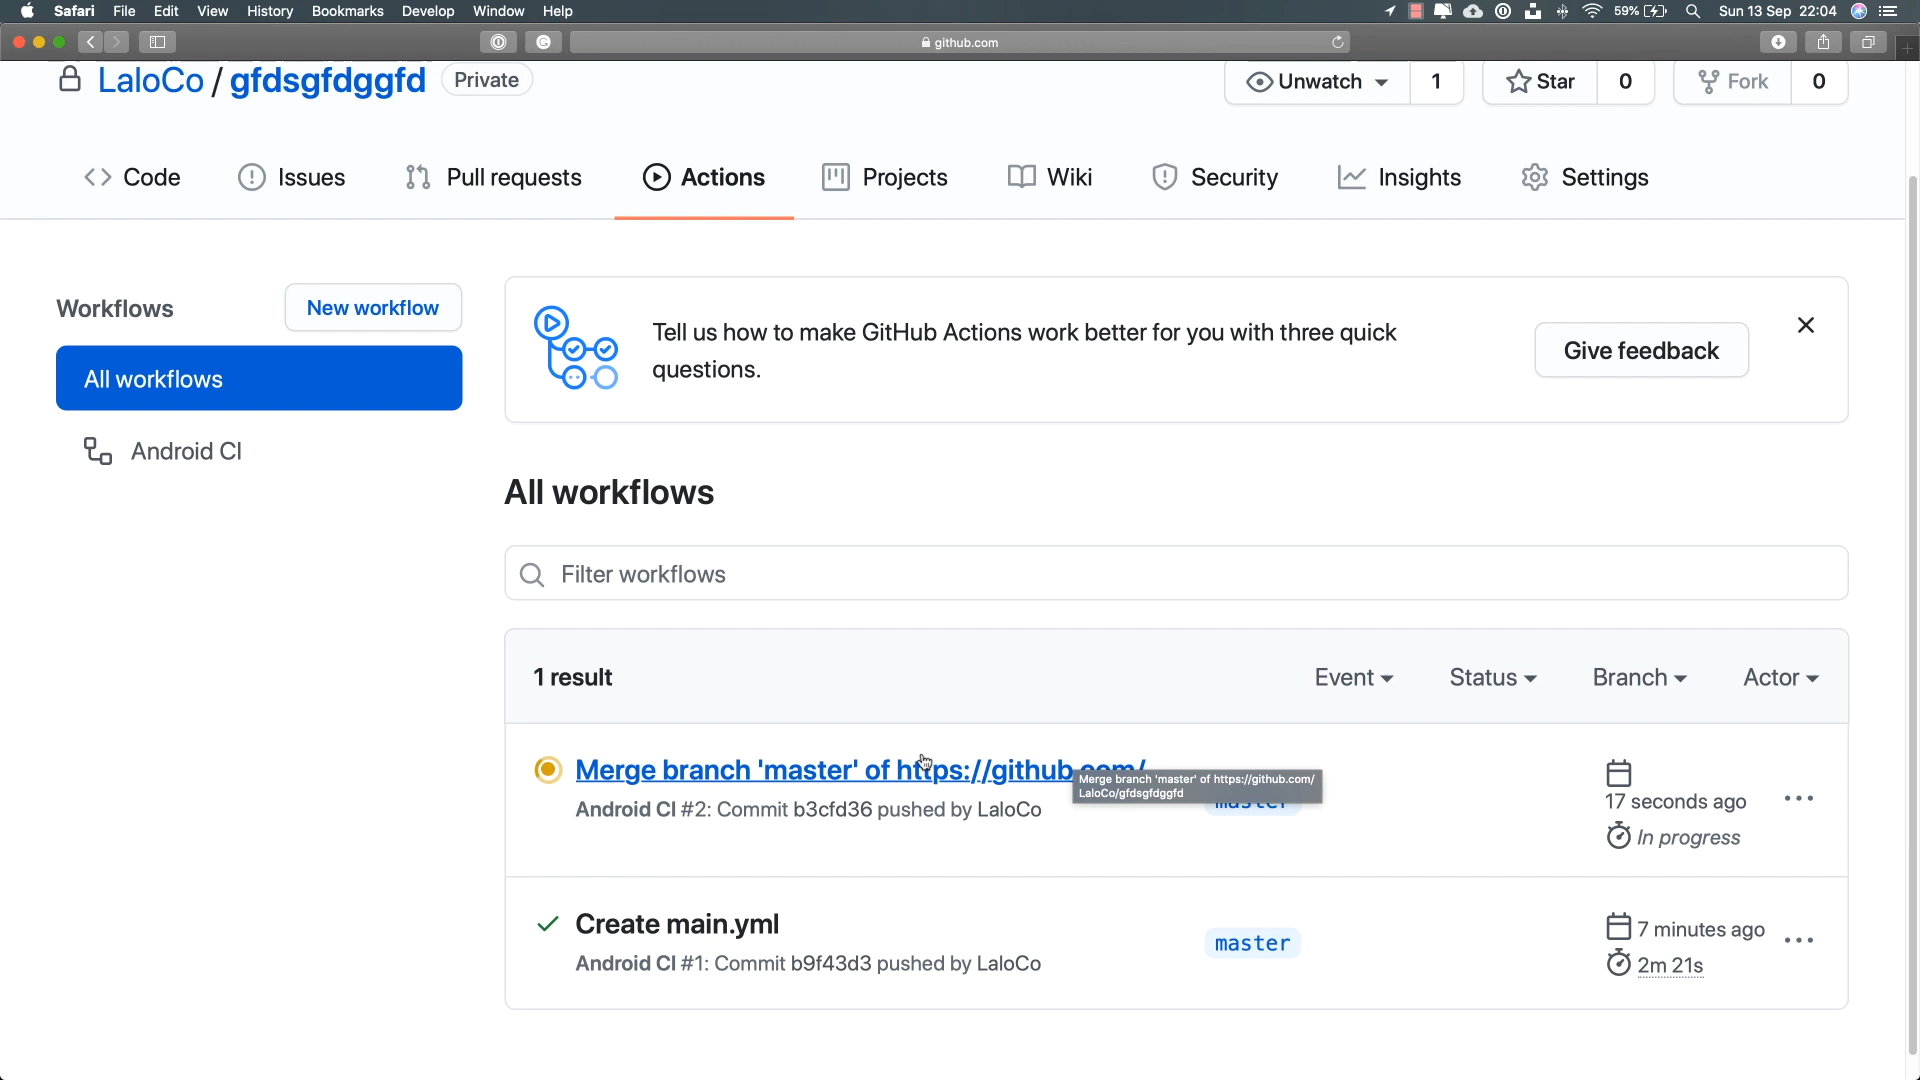 Safari File Edit View History Bookmarks Develop Window Help 59% Sun 13 Sep 22:04
github.com
LaloCo / gfdsgfdggfd Private Unwatch 1 Star 0 Fork 0
Code Issues Pull requests Actions Projects Wiki Security Insights Settings
Workflows New workflow
All workflows
Android CI
Tell us how to make GitHub Actions work better for you with three quick
questions.
Give feedback
All workflows
Filter workflows
1 result Event Status Branch Actor
Merge branch 'master' of https://github.com/
Merge branch 'master' of https://github.com/
LaloCo/gfdsgfdggfd
Android CI #2: Commit b3cfd36 pushed by LaloCo
master
17 seconds ago
In progress
Create main.yml
Android CI #1: Commit b9f43d3 pushed by LaloCo
master
7 minutes ago
2m 21s